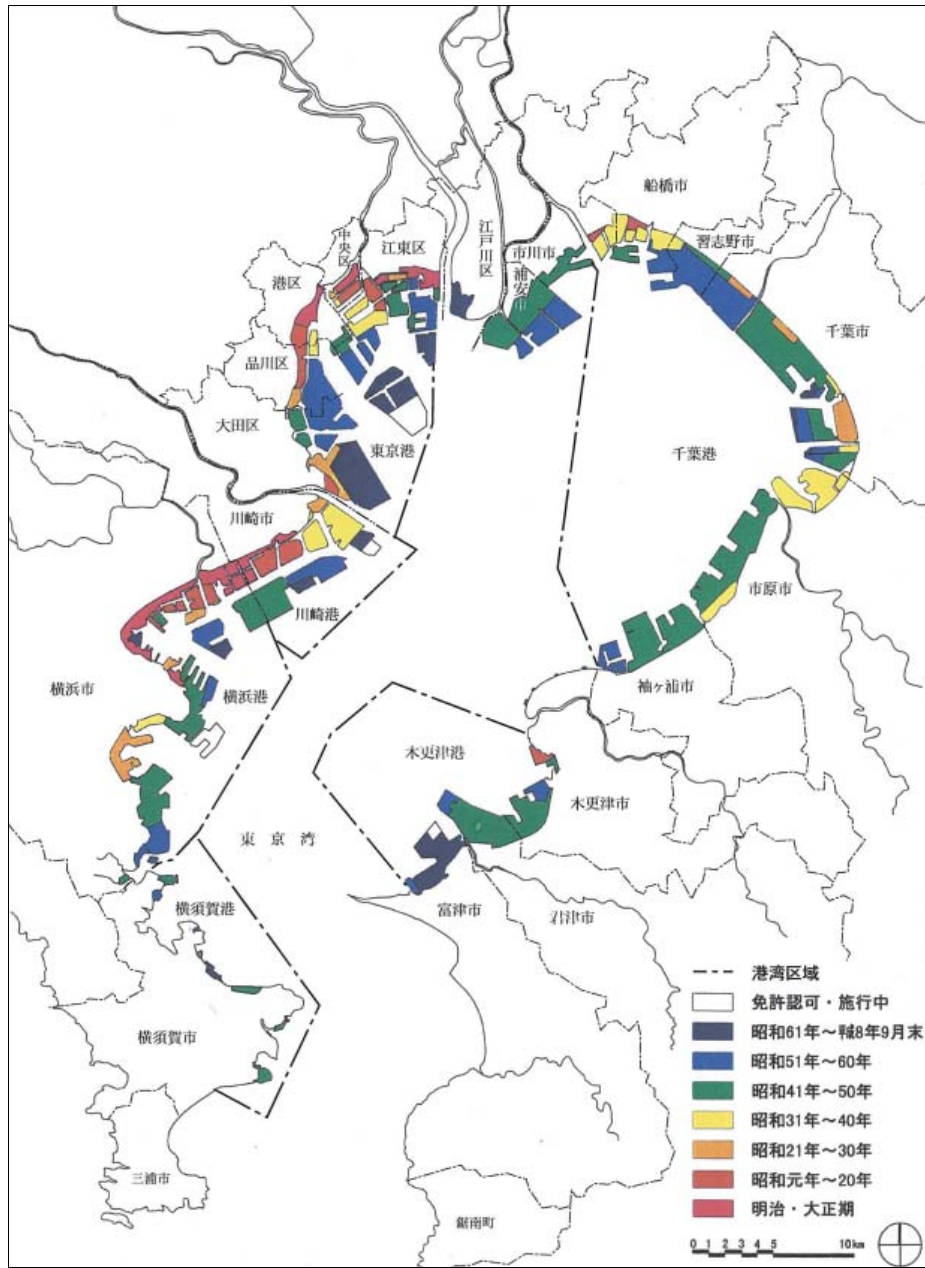 船橋市
習志野市
市川市
浦安
江戸川区
江東区
中央区
港区
品川区
大田区
千葉市
東京港
千葉港
川崎市
川崎港
市原市
横浜市
横浜港
袖ヶ浦市
木更津港
木更津市
東京湾
横須賀港
富津市
君津市
横須賀市
三浦市
鋸南町
港湾区域
免許認可・施行中
昭和61年～平成8年9月末
昭和51年～60年
昭和41年～50年
昭和31年～40年
昭和21年～30年
昭和元年～20年
明治・大正期
0 1 2 3 4 5 10km